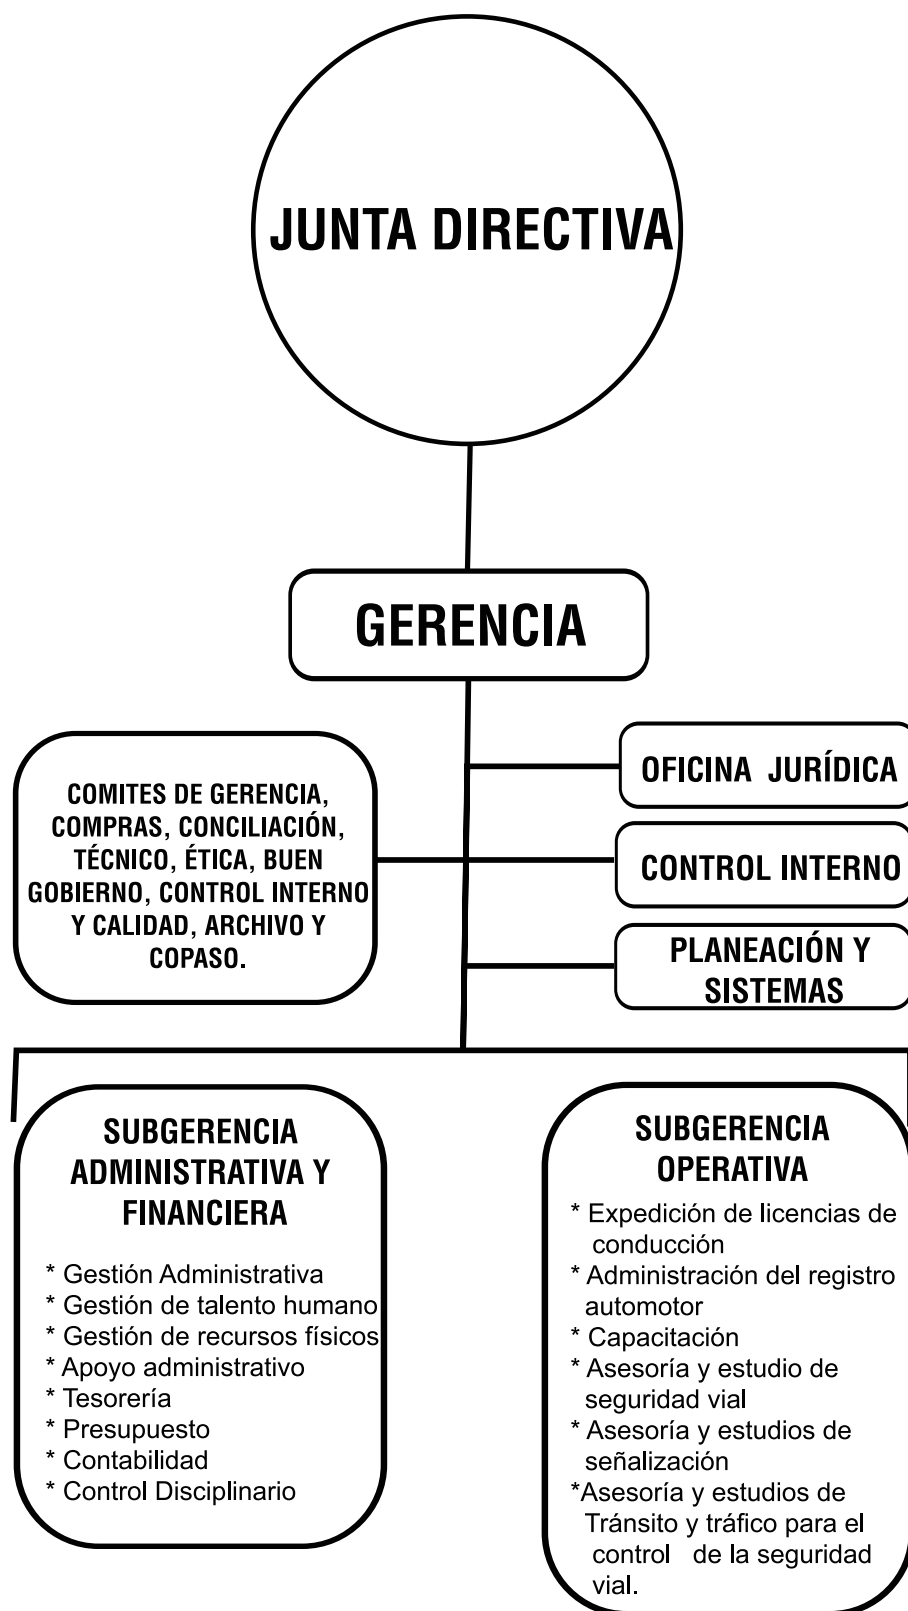 JUNTA DIRECTIVA
GERENCIA
COMITES DE GERENCIA,
COMPRAS, CONCILIACIÓN,
TÉCNICO, ÉTICA, BUEN
GOBIERNO, CONTROL INTERNO
Y CALIDAD, ARCHIVO Y
COPASO.
OFICINA JURÍDICA
CONTROL INTERNO
PLANEACIÓN Y
SISTEMAS
SUBGERENCIA
ADMINISTRATIVA Y
FINANCIERA
* Gestión Administrativa
* Gestión de talento humano
* Gestión de recursos físicos
* Apoyo administrativo
* Tesorería
* Presupuesto
* Contabilidad
* Control Disciplinario
SUBGERENCIA
OPERATIVA
* Expedición de licencias de
conducción
* Administración del registro
automotor
* Capacitación
* Asesoría y estudio de
seguridad vial
* Asesoría y estudios de
señalización
*Asesoría y estudios de
Tránsito y tráfico para el
control de la seguridad
vial.